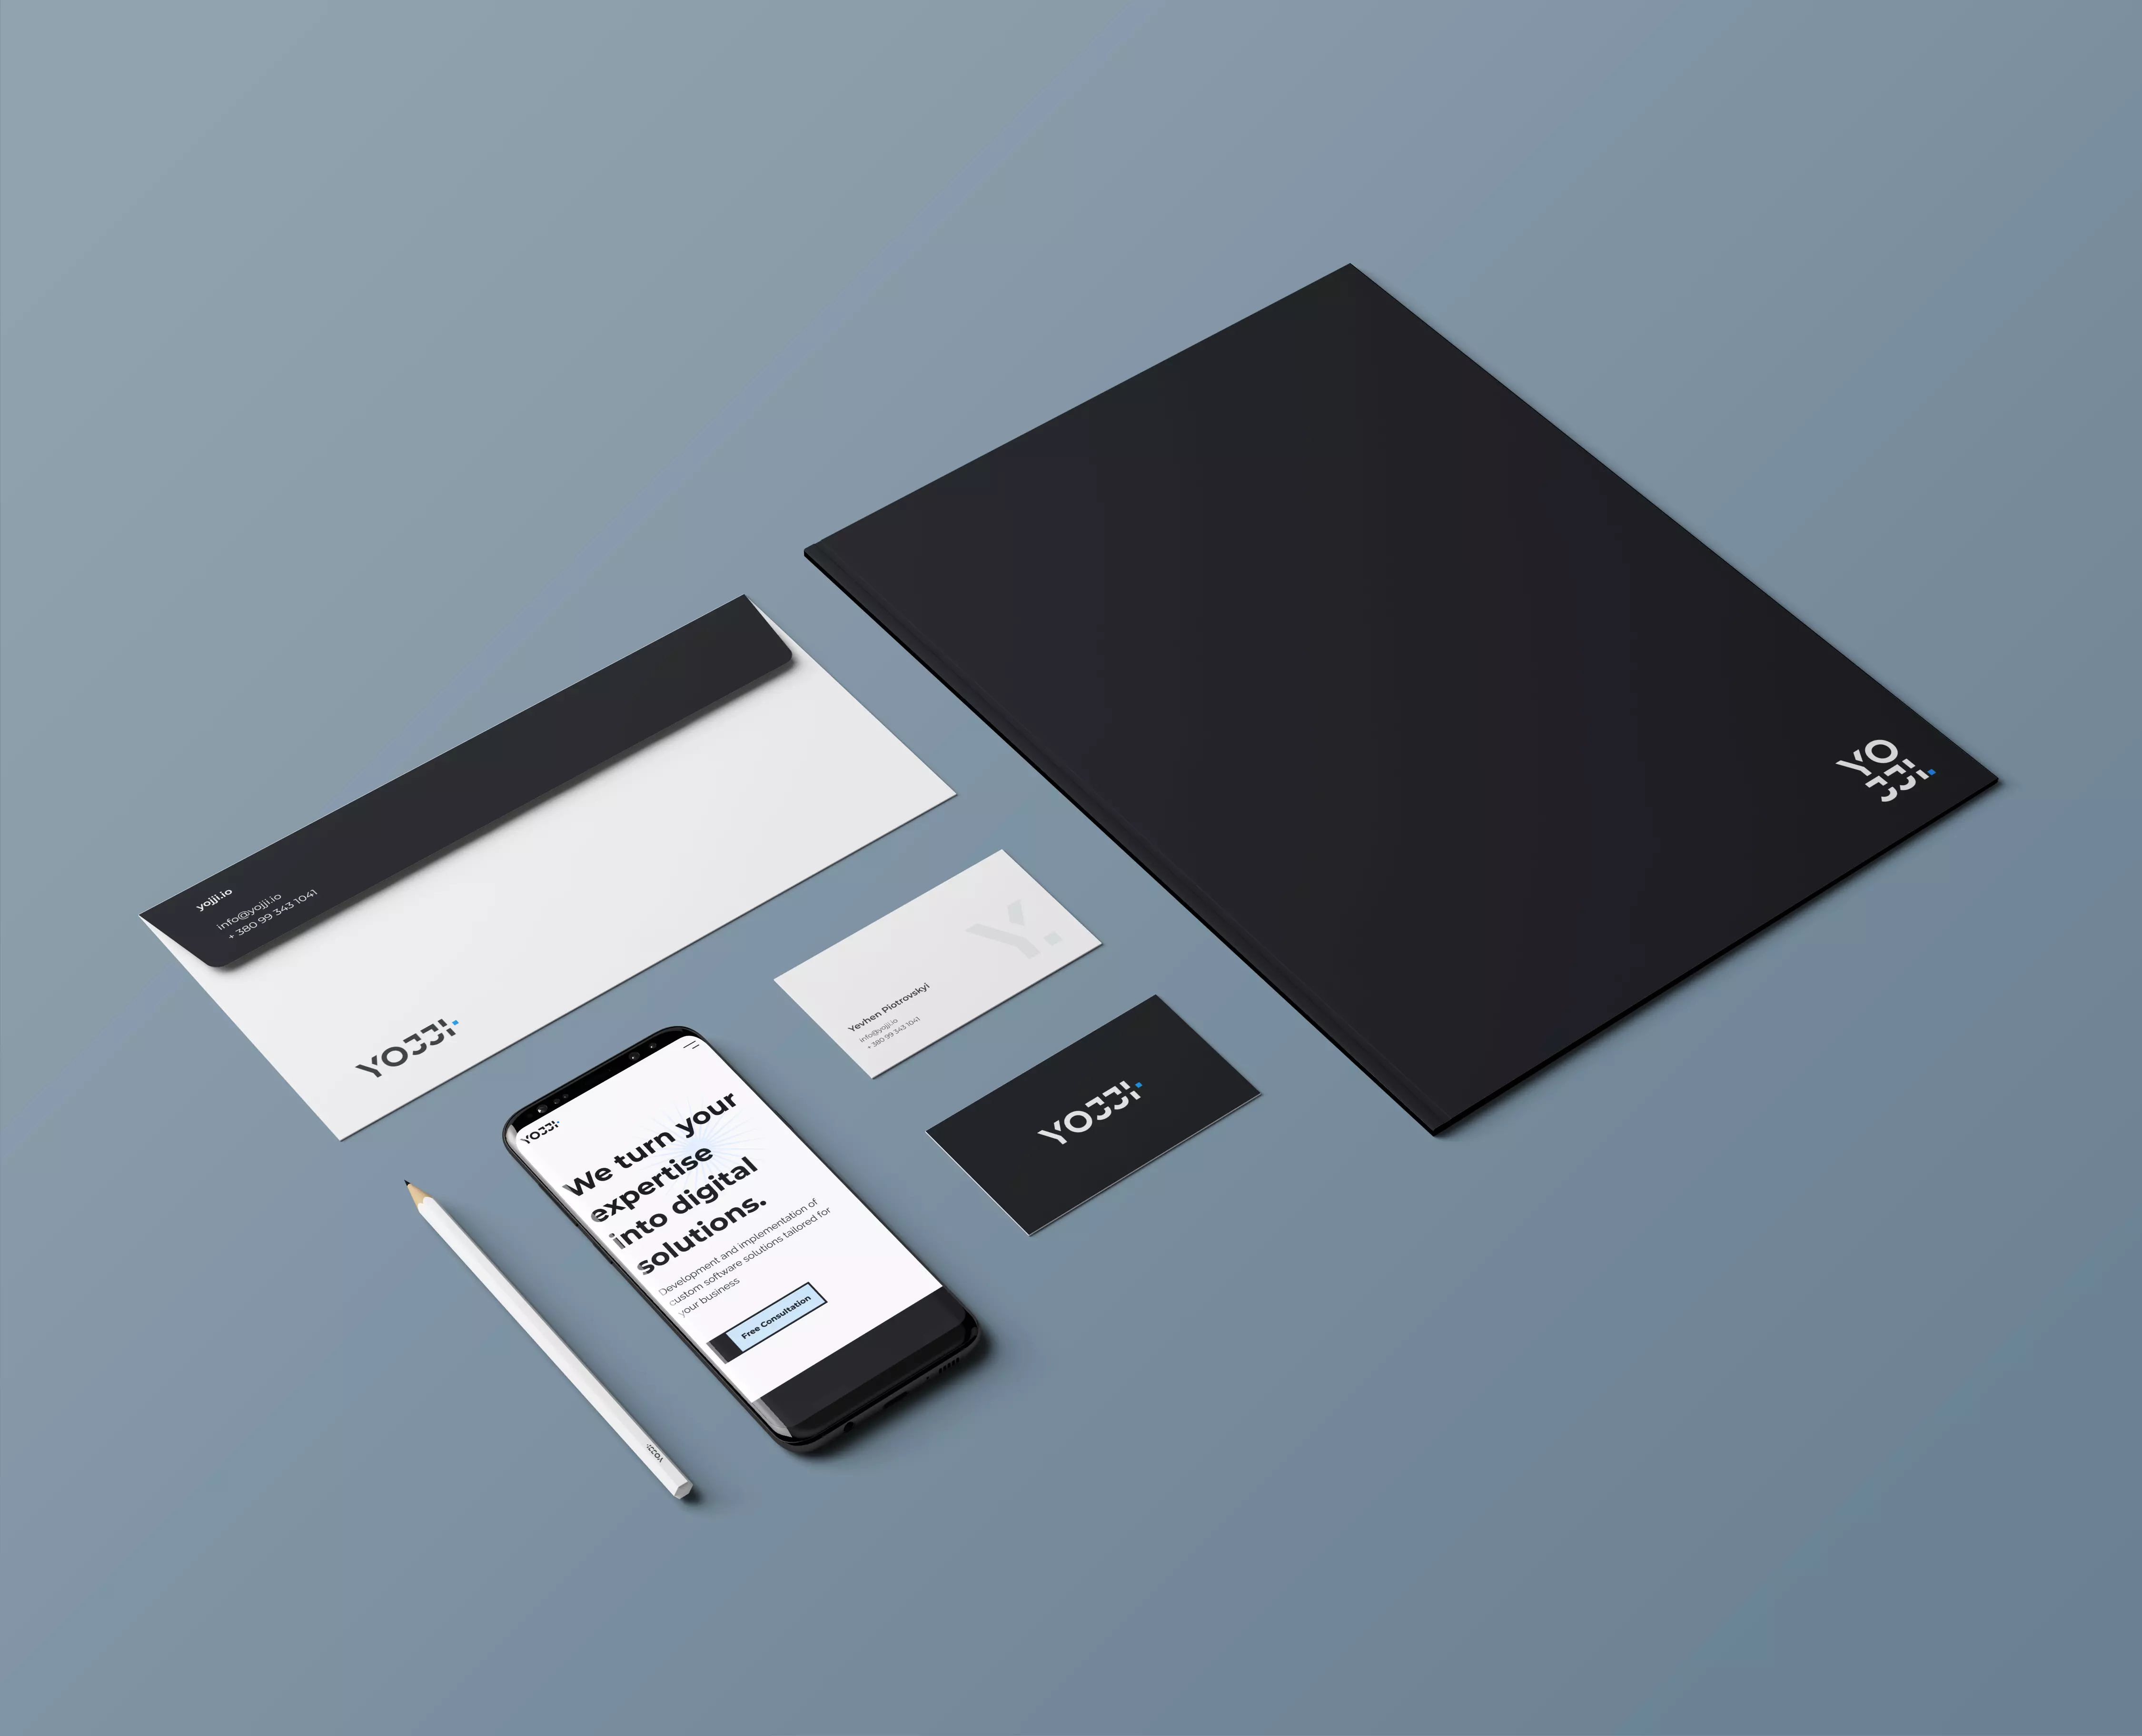 YO
JJI.
yojji.io
info@yojji.io
+ 380 99 343 1041
YOJJI.
Y.
Yevhen Piotrovskyi
info@yojji.io
+ 380 99 343 1041
YOJJI.
YOJJI.
We turn your
expertise
into digital
solutions.
Development and implementation of
custom software solutions tailored for
your business
Free Consultation
YOJJI.